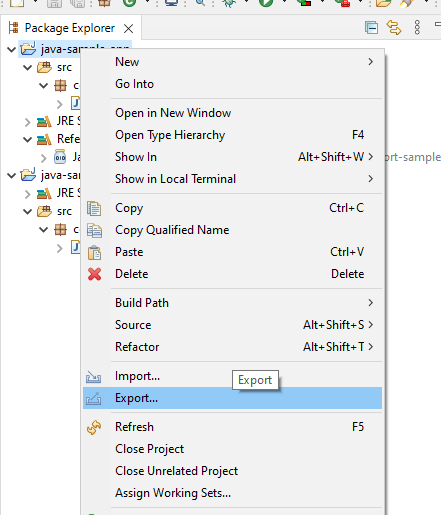 Package Explorer
java-sample-app
New
src
Go Into
Open in New Window
JRE S
Open Type Hierarchy F4
Refe
Show In Alt+Shift+W
Ja
ort-sample
Show in Local Terminal
java-sa
JRE S
Copy Ctrl+C
src
Copy Qualified Name
Paste Ctrl+V
Delete Delete
Build Path
Source Alt+Shift+S
Refactor Alt+Shift+T
Import...
Export
Export...
Refresh F5
Close Project
Close Unrelated Project
Assign Working Sets...